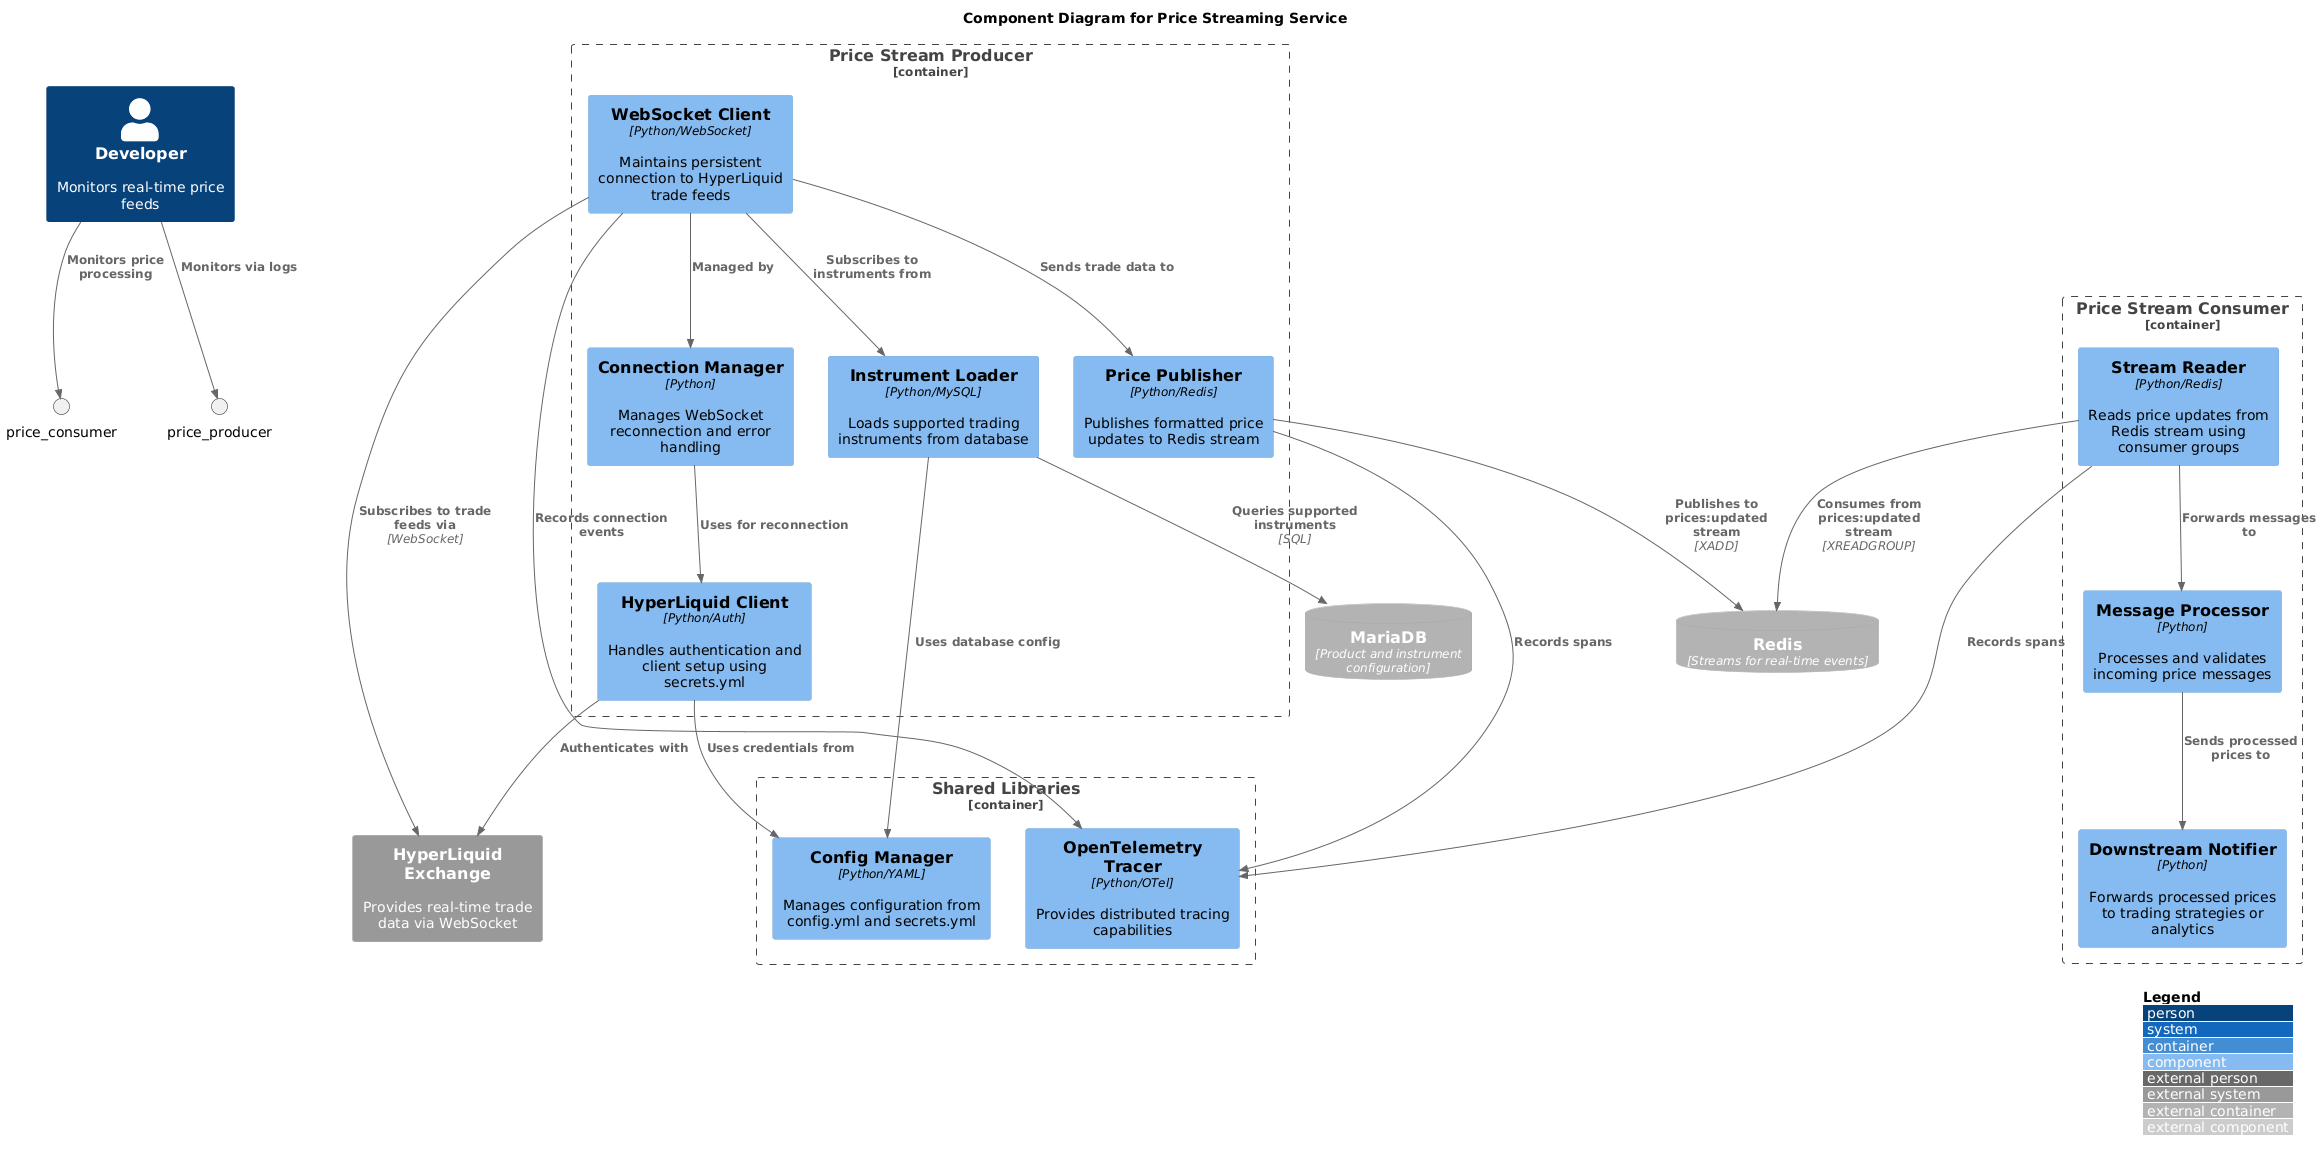 Component Diagram for Price Streaming Service
Price Stream Producer
[container]
Developer
Monitors real-time price
feeds
WebSocket Client
[Python/WebSocket]
Maintains persistent
connection to HyperLiquid
trade feeds
Monitors price
processing
Monitors via logs
Managed by
Subscribes to
instruments from
Sends trade data to
price_consumer
price_producer
Connection Manager
[Python]
Manages WebSocket
reconnection and error
handling
Instrument Loader
[Python/MySQL]
Loads supported trading
instruments from database
Price Publisher
[Python/Redis]
Publishes formatted price
updates to Redis stream
Price Stream Consumer
[container]
Stream Reader
[Python/Redis]
Reads price updates from
Redis stream using
consumer groups
Subscribes to trade
feeds via
[WebSocket]
Records connection
events
Uses for reconnection
Queries supported
instruments
[SQL]
Publishes to
prices:updated
stream
[XADD]
Consumes from
prices:updated
stream
[XREADGROUP]
Forwards messages
to
HyperLiquid Client
[Python/Auth]
Handles authentication and
client setup using
secrets.yml
Uses database config
MariaDB
[Product and instrument
configuration]
Records spans
Redis
[Streams for real-time events]
Records spans
Message Processor
[Python]
Processes and validates
incoming price messages
Authenticates with
Uses credentials from
Sends processed
prices to
Shared Libraries
[container]
HyperLiquid
Exchange
Provides real-time trade
data via WebSocket
Config Manager
[Python/YAML]
Manages configuration from
config.yml and secrets.yml
OpenTelemetry
Tracer
[Python/OTel]
Provides distributed tracing
capabilities
Downstream Notifier
[Python]
Forwards processed prices
to trading strategies or
analytics
Legend
person
system
container
component
external person
external system
external container
external component